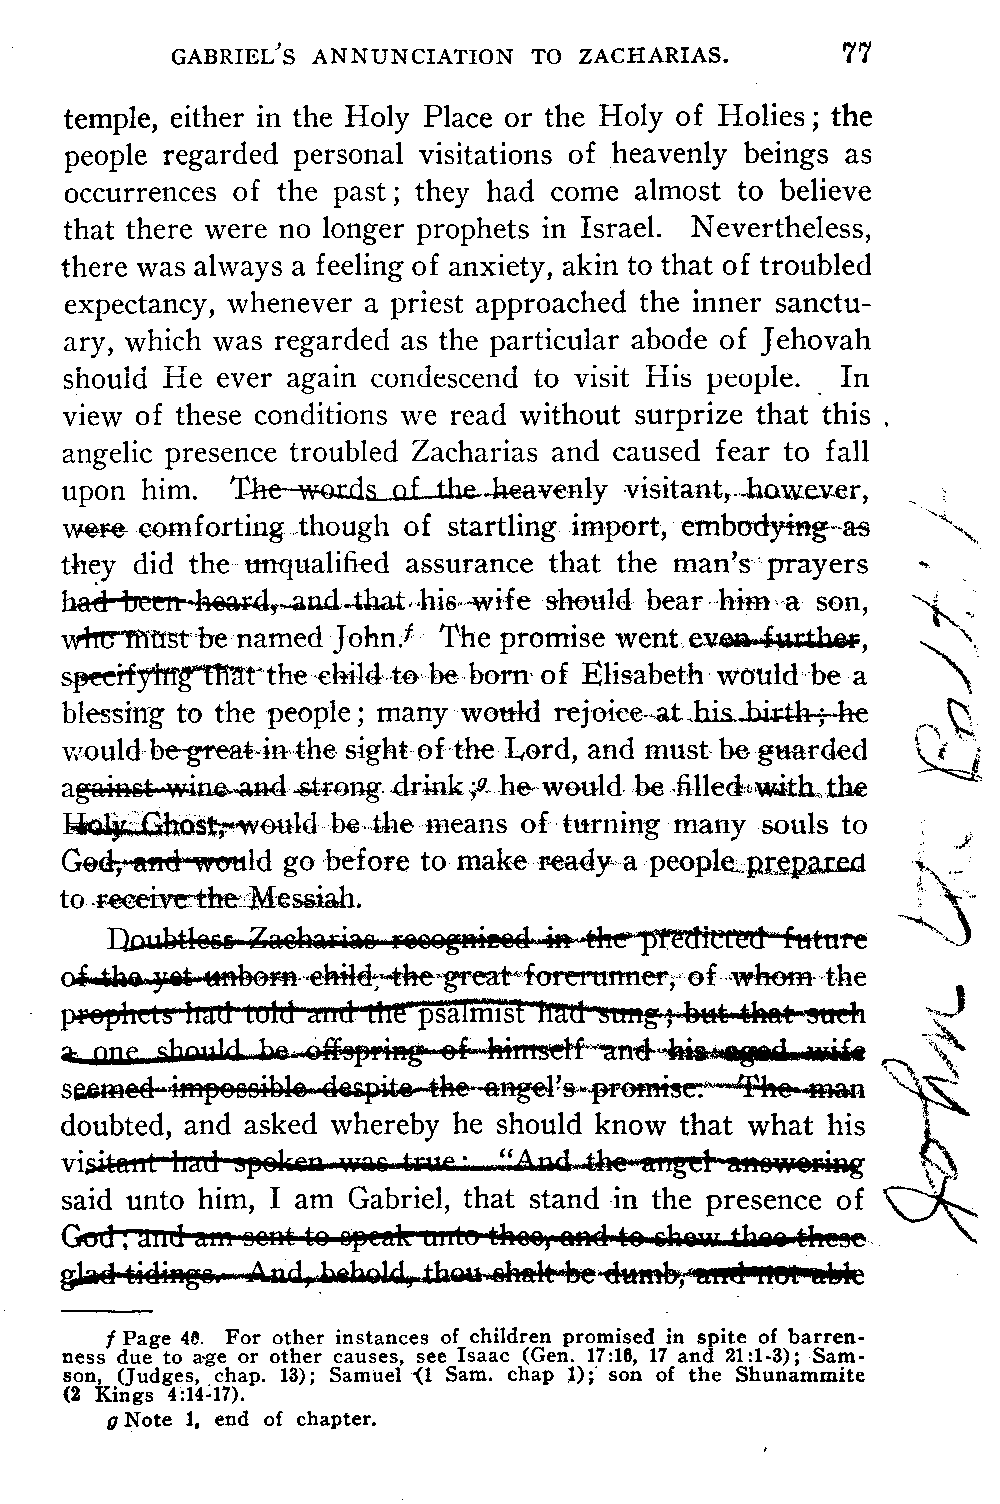 GABRIEL'S ANNUNCIATION TO ZACHARIAS. 77
temple, either in the Holy Place or the Holy of Holies; the
people regarded personal visitations of heavenly beings as
occurrences of the past; they had come almost to believe
that there were no longer prophets in Israel. Nevertheless,
there was always a feeling of anxiety, akin to that of troubled
expectancy, whenever a priest approached the inner sanctu-
ary, which was regarded as the particular abode of Jehovah
should He ever again condescend to visit His people. In
view of these conditions we read without surprize that this
angelic presence troubled Zacharias and caused fear to fall
upon him. The words of the heavenly visitant, however,
were comforting though of startling import, embodying as
they did the unqualified assurance that the man's prayers
had been heard, and that his wife should bear him a son,
who must be named John.f The promise went even further,
specifying that the child to be born of Elisabeth would be a
blessing to the people; many would rejoice at his birth; he
would be great in the sight of the Lord, and must be guarded
against wine and strong drink;g he would be filled with the
Holy Ghost, would be the means of turning many souls to
God, and would go before to make ready a people prepared
to receive the Messiah.
Doubtless Zacharias recognized in the predicted future
of the yet unborn child, the great forerunner, of whom the
prophets had told and the psalmist had sung; but that such
a one should be offspring of himself and his aged wife
seemed impossible despite the angel's promise. The man
doubted, and asked whereby he should know that what his
visitant had spoken was true: "And the angel answering
said unto him, I am Gabriel, that stand in the presence of
God; and am sent to speak unto thee, and to shew thee these
glad tidings. And, behold, thou shalt be dumb, and not able
f Page 46. For other instances of children promised in spite of barren-
ness due to age or other causes, see Isaac (Gen. 17:16, 17 and 21:1-3); Sam-
son, (Judges, chap. 13); Samuel (1 Sam. chap 1); son of the Shunammite
(2 Kings 4:14-17).
g Note 1, end of chapter.
John the Baptist